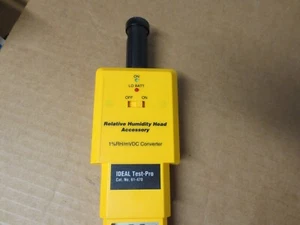 ON
LO BATT
OFF ON
Relative Humidity Head
Accessory
1%RH/mVDC Converter
IDEAL Test-Pro
Cat. No. 61-475